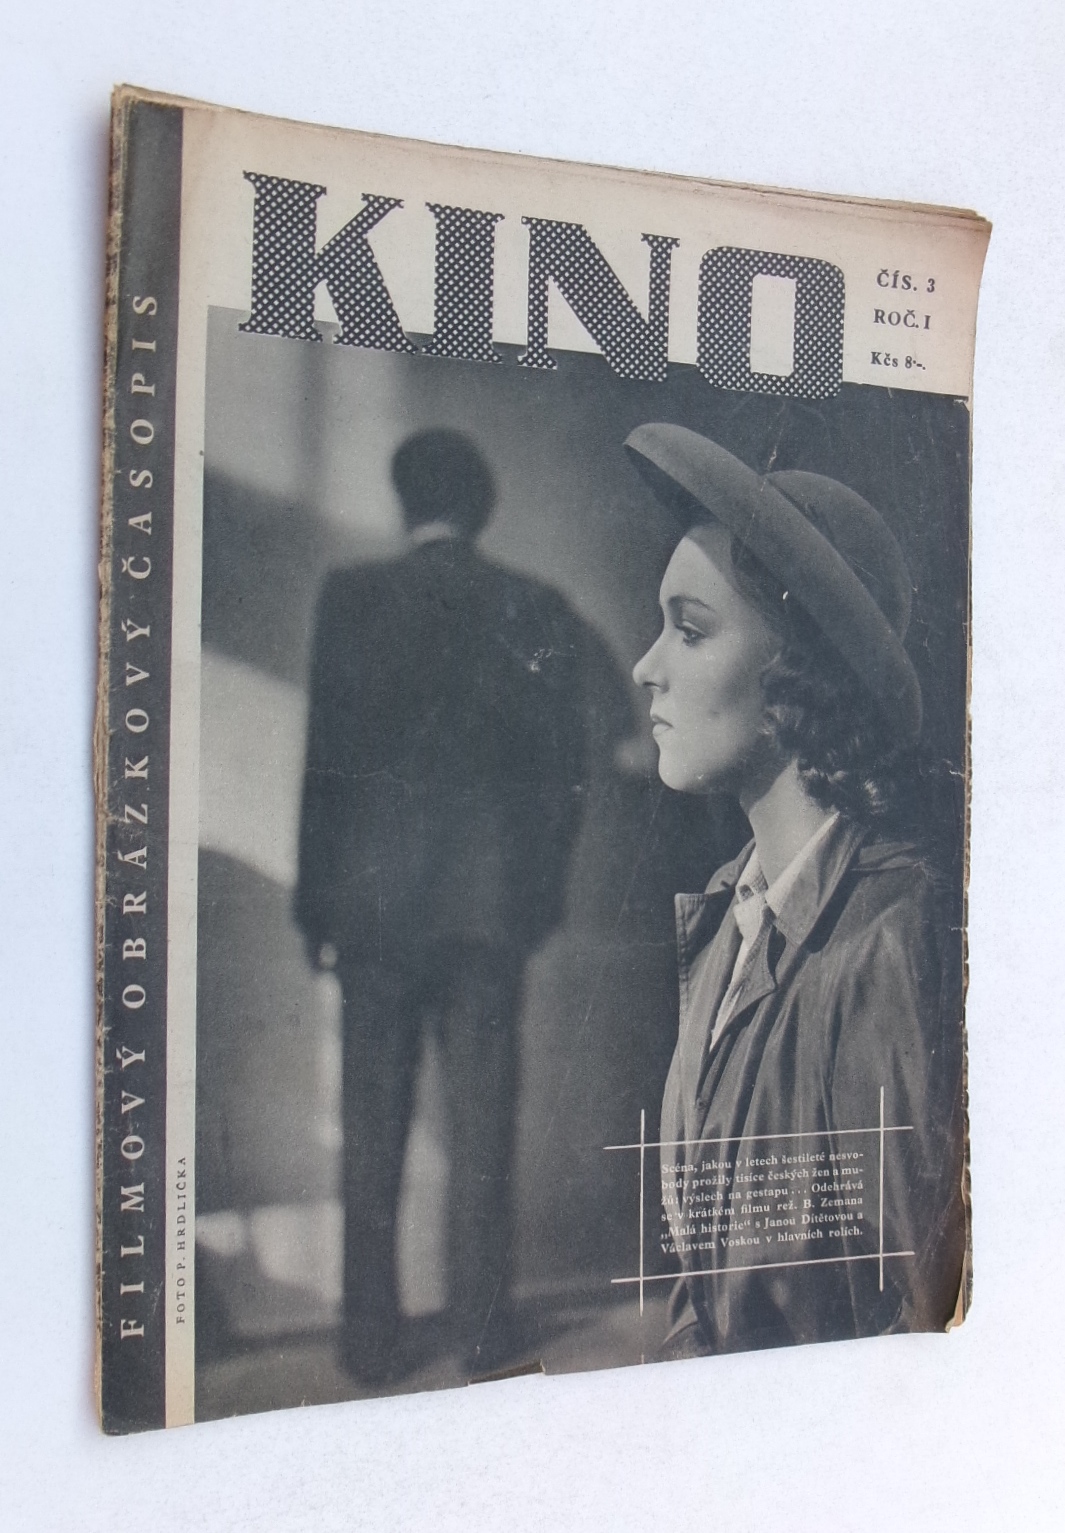 KINO
ČÍS. 3
ROČ. I
Kčs 8·-.
FILMOVÝ OBRÁZKOVÝ ČASOPIS
FOTO P. HRDLIČKA
Scéna, jakou v letech šestileté nesvo-
body prožily tisíce českých žen a mu-
žů: výslech na gestapu... Odehrává
se v krátkém filmu rež. B. Zemana
„Malá historie“ s Janou Dítětovou a
Václavem Voskou v hlavních rolích.